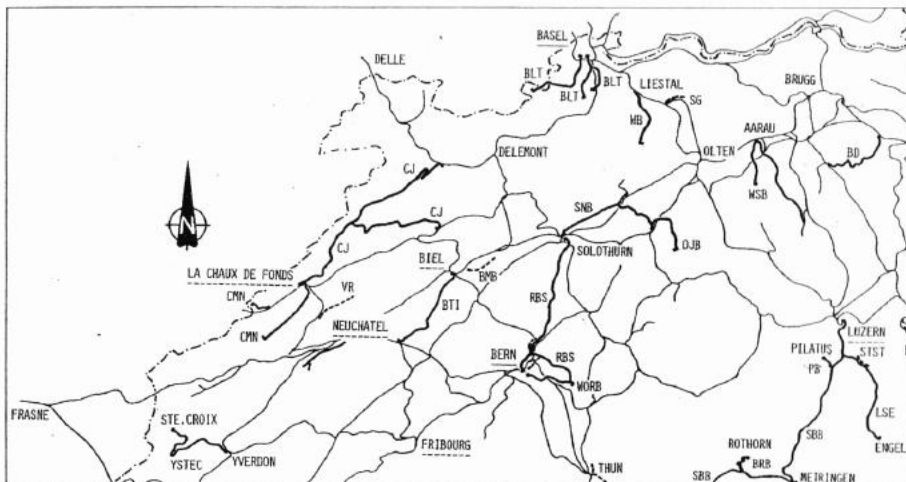 BASEL
DELLE
BLT
BLT
BLT
LIESTAL
BRUGG
SG
WB
AARAU
DELEMONT
OLTEN
BD
CJ
WSB
SNB
CJ
N
CJ
OJB
SOLOTHURN
BIEL
LA CHAUX DE FONDS
BMB
CMN
VR
BTI
RBS
CMN
NEUCHATEL
LUZERN
BERN
RBS
PILATUS
STST
PB
WORB
FRASNE
STE.CROIX
LSE
SBB
FRIBOURG
ROTHORN
ENGEL
YSTEC
YVERDON
BRB
THUN
SBB
MEIRINGEN